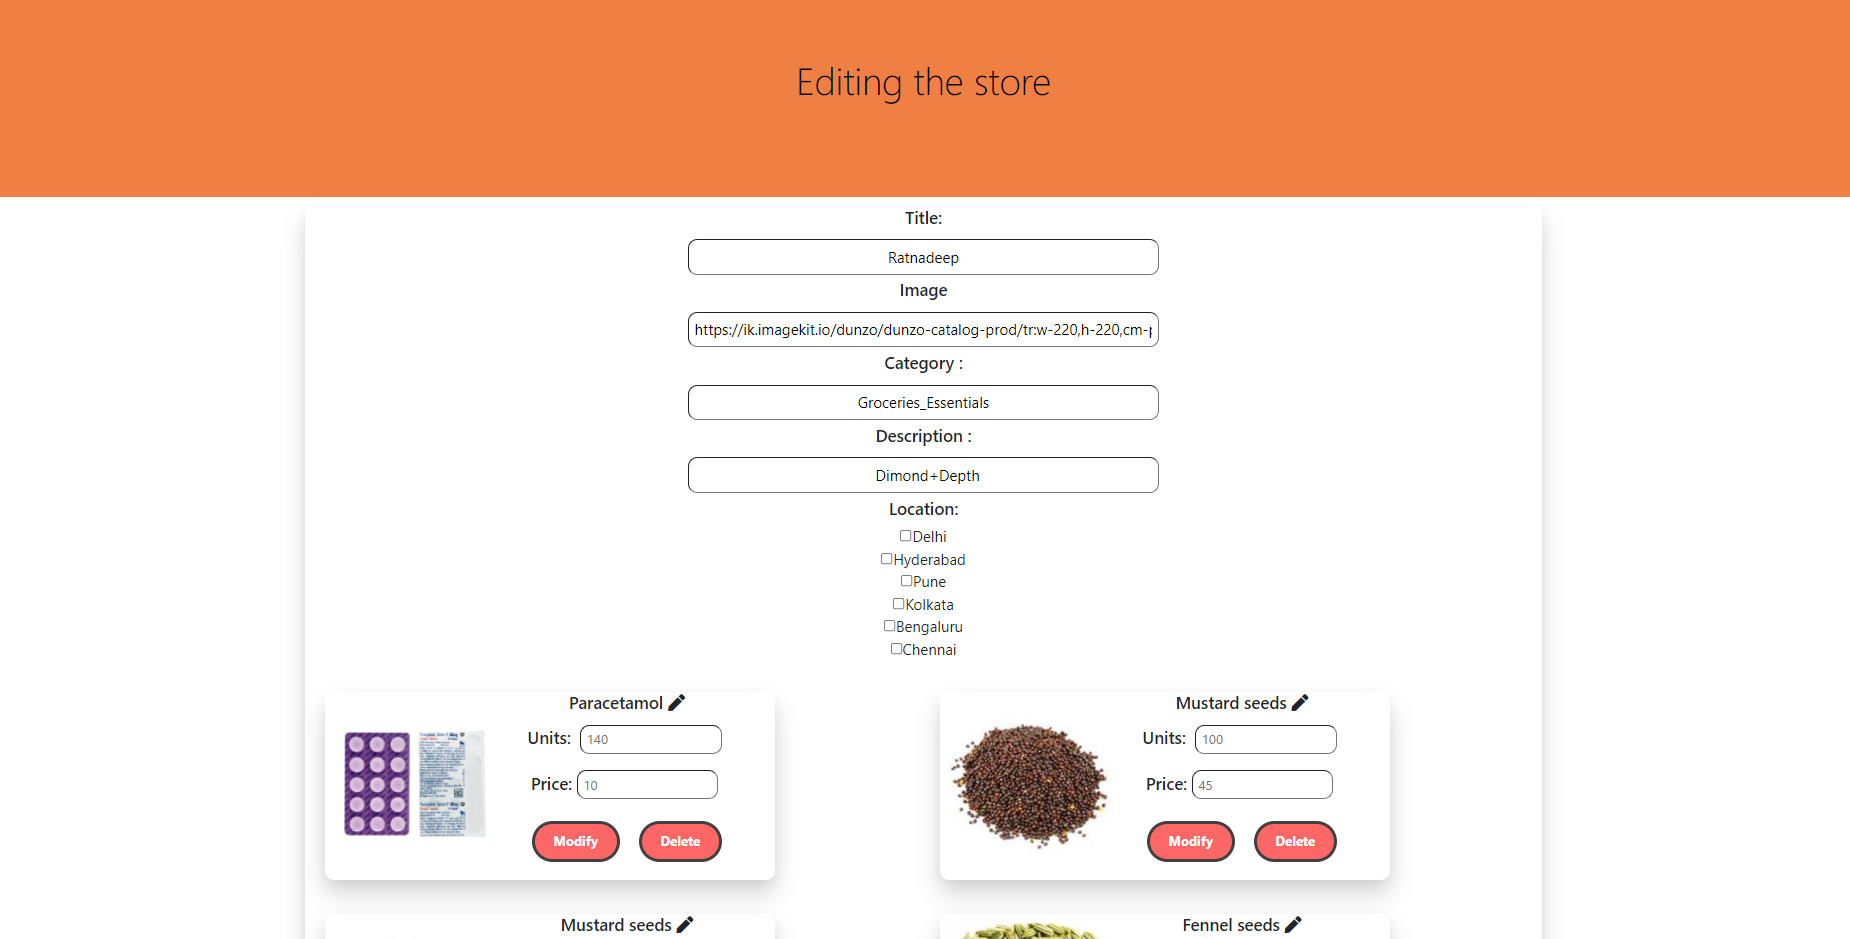 Editing the store
Title:
Ratnadeep
Image
https://ik.imagekit.io/dunzo/dunzo-catalog-prod/tr:w-220,h-220,cm-p
Category :
Groceries_Essentials
Description :
Dimond+Depth
Location:
Delhi
Hyderabad
Pune
Kolkata
Bengaluru
Chennai
Paracetamol
Units: 140
Price: 10
Modify Delete
Mustard seeds
Units: 100
Price: 45
Modify Delete
Mustard seeds
Fennel seeds